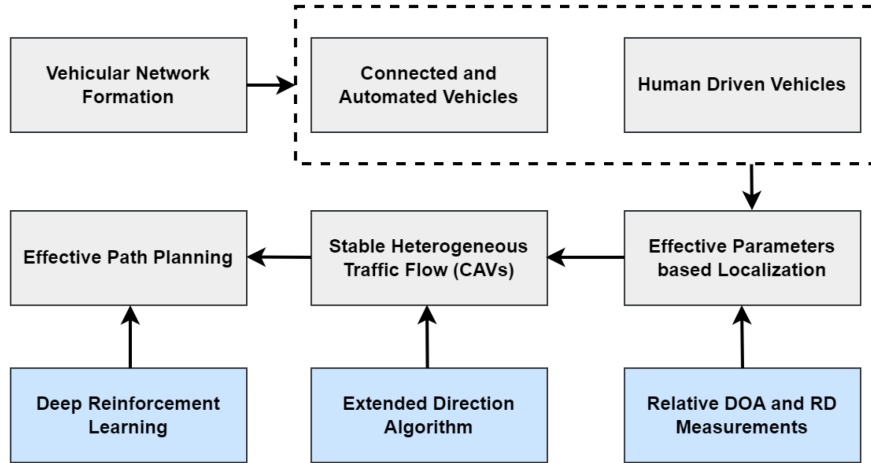 Vehicular Network
Formation
Connected and
Automated Vehicles
Human Driven Vehicles
Effective Path Planning
Stable Heterogeneous
Traffic Flow (CAVs)
Effective Parameters
based Localization
Deep Reinforcement
Learning
Extended Direction
Algorithm
Relative DOA and RD
Measurements